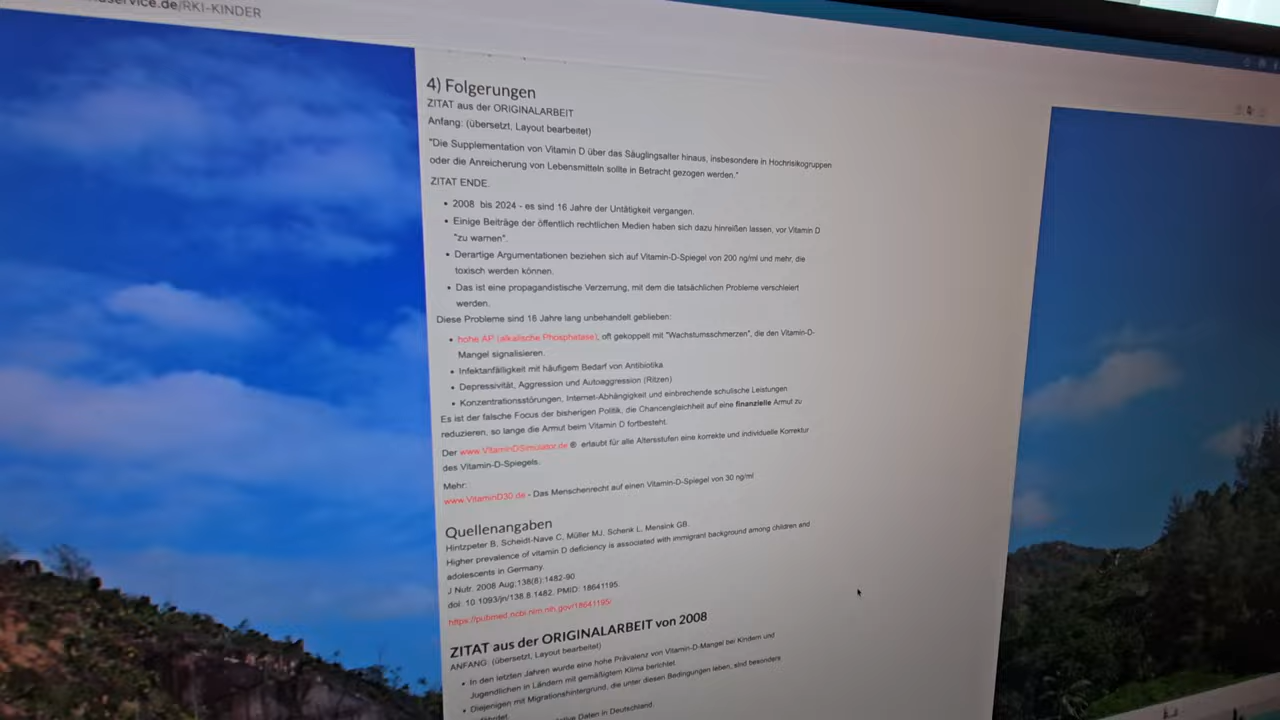 service.de/RKI-KINDER
4) Folgerungen
ZITAT aus der ORIGINALARBEIT
Anfang: (übersetzt, Layout bearbeitet)
"Die Supplementation von Vitamin D über das Säuglingsalter hinaus, insbesondere in Hochrisikogruppen
oder die Anreicherung von Lebensmitteln sollte in Betracht gezogen werden."
ZITAT ENDE.
• 2008 bis 2024 - es sind 16 Jahre der Untätigkeit vergangen.
• Einige Beiträge der öffentlich rechtlichen Medien haben sich dazu hinreißen lassen, vor Vitamin D
"zu warnen".
• Derartige Argumentationen beziehen sich auf Vitamin-D-Spiegel von 200 ng/ml und mehr, die
toxisch werden können.
• Das ist eine propagandistische Verzerrung, mit dem die tatsächlichen Probleme verschleiert
werden.
Diese Probleme sind 16 Jahre lang unbehandelt geblieben:
• hohe AP (alkalische Phosphatase), oft gekoppelt mit "Wachstumsschmerzen", die den Vitamin-D-
Mangel signalisieren.
• Infektanfälligkeit mit häufigem Bedarf von Antibiotika
• Depressivität, Aggression und Autoaggression (Ritzen)
• Konzentrationsstörungen, Internet-Abhängigkeit und einbrechende schulische Leistungen
Es ist der falsche Focus der bisherigen Politik, die Chancengleichheit auf eine finanzielle Armut zu
reduzieren, so lange die Armut beim Vitamin D fortbesteht.
Der www.VitaminDSimulator.de ® erlaubt für alle Altersstufen eine korrekte und individuelle Korrektur
des Vitamin-D-Spiegels.
Mehr:
www.VitaminD30.de - Das Menschenrecht auf einen Vitamin-D-Spiegel von 30 ng/ml
Quellenangaben
Hintzpeter B, Scheidt-Nave C, Müller MJ, Schenk L, Mensink GB.
Higher prevalence of vitamin D deficiency is associated with immigrant background among children and
adolescents in Germany.
J Nutr. 2008 Aug;138(8):1482-90
doi: 10.1093/jn/138.8.1482. PMID: 18641195.
https://pubmed.ncbi.nlm.nih.gov/18641195/
ZITAT aus der ORIGINALARBEIT von 2008
ANFANG: (übersetzt, Layout bearbeitet)
• In den letzten Jahren wurde eine hohe Prävalenz von Vitamin-D-Mangel bei Kindern und
Jugendlichen in Ländern mit gemäßigtem Klima berichtet.
• Diejenigen mit Migrationshintergrund, die unter diesen Bedingungen leben, sind besonders
Daten in Deutschland.